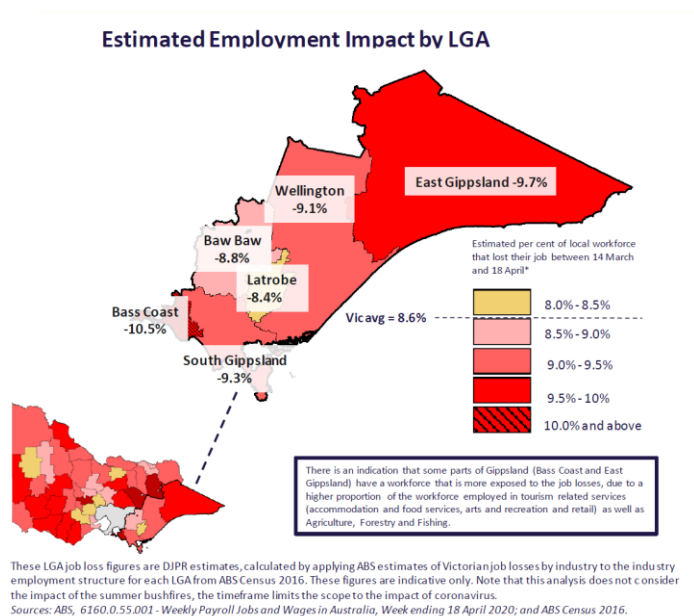 Estimated Employment Impact by LGA
East Gippsland -9.7%
Wellington
-9.1%
Baw Baw
-8.8%
Latrobe
-8.4%
Bass Coast
-10.5%
South Gippsland
-9.3%
Estimated per cent of local workforce
that lost their job between 14 March
and 18 April*
8.0% - 8.5%
Vic avg = 8.6%
8.5% - 9.0%
9.0% - 9.5%
9.5% - 10%
10.0% and above
There is an indication that some parts of Gippsland (Bass Coast and East
Gippsland) have a workforce that is more exposed to the job losses, due to a
higher proportion of the workforce employed in tourism related services
(accommodation and food services, arts and recreation and retail) as well as
Agriculture, Forestry and Fishing.
These LGA job loss figures are DJPR estimates, calculated by applying ABS estimates of Victorian job losses by industry to the industry
employment structure for each LGA from ABS Census 2016. These figures are indicative only. Note that this analysis does not consider
the impact of the summer bushfires, the timeframe limits the scope to the impact of coronavirus.
Sources: ABS, 6160.0.55.001 - Weekly Payroll Jobs and Wages in Australia, Week ending 18 April 2020; and ABS Census 2016.